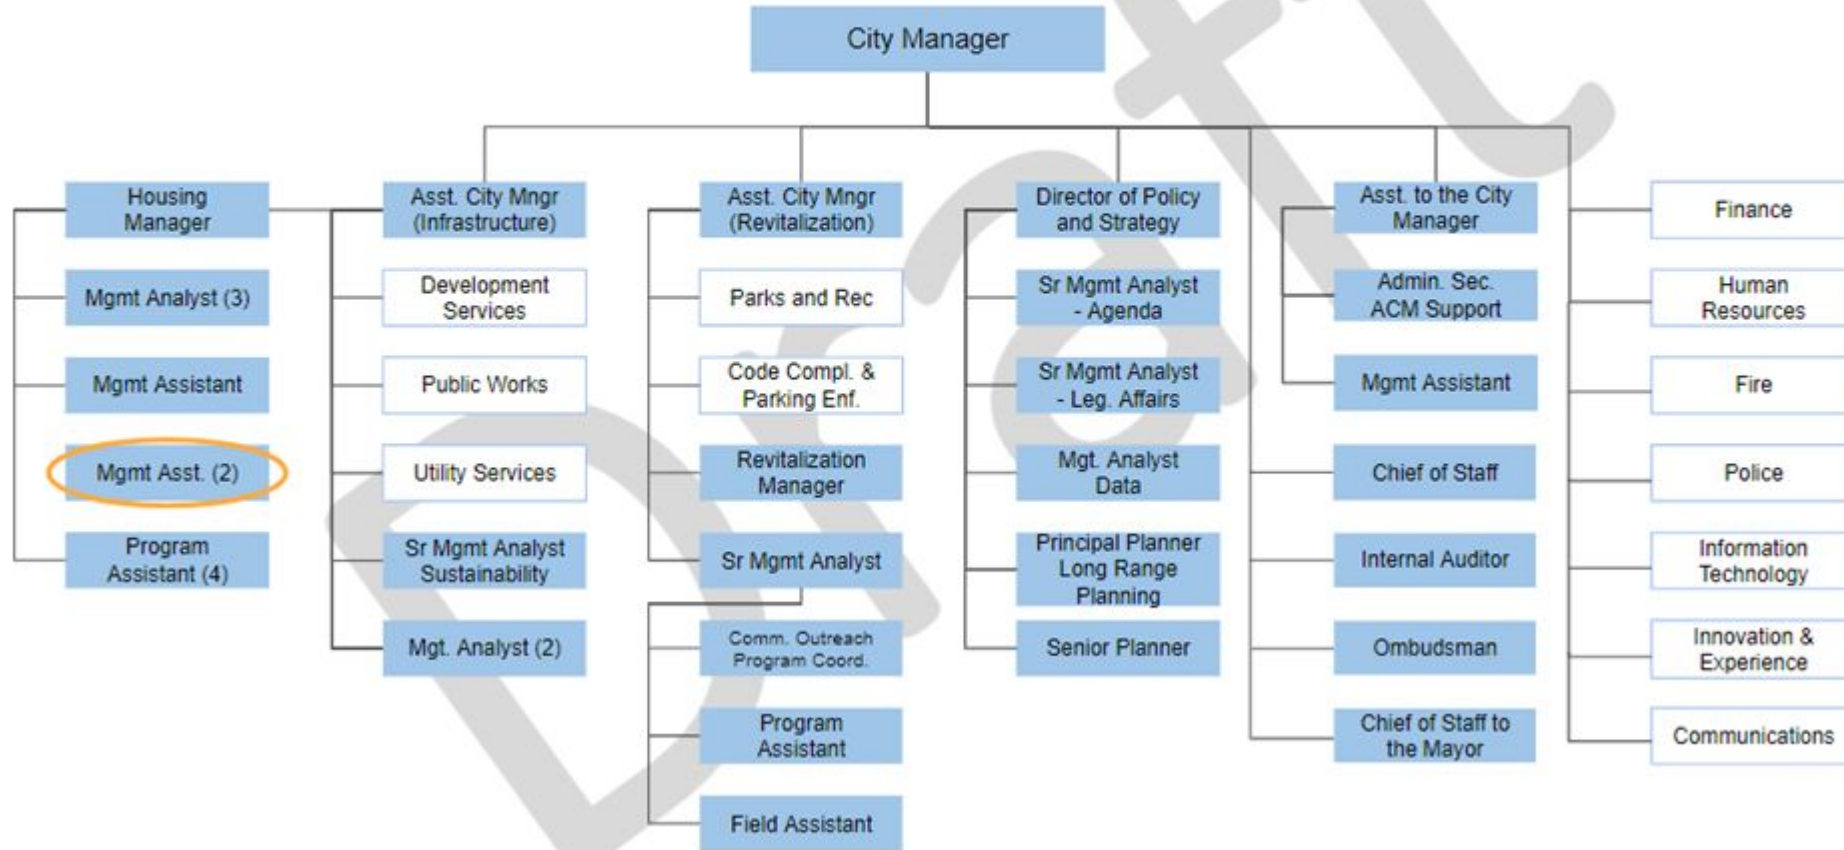 City Manager
Housing
Manager
Mgmt Analyst (3)
Mgmt Assistant
Mgmt Asst. (2)
Program
Assistant (4)
Asst. City Mngr
(Infrastructure)
Development
Services
Public Works
Utility Services
Sr Mgmt Analyst
Sustainability
Mgt. Analyst (2)
Asst. City Mngr
(Revitalization)
Parks and Rec
Code Compl. &
Parking Enf.
Revitalization
Manager
Sr Mgmt Analyst
Comm. Outreach
Program Coord.
Program
Assistant
Field Assistant
Director of Policy
and Strategy
Sr Mgmt Analyst
- Agenda
Sr Mgmt Analyst
- Leg. Affairs
Mgt. Analyst
Data
Principal Planner
Long Range
Planning
Senior Planner
Asst. to the City
Manager
Admin. Sec.
ACM Support
Mgmt Assistant
Chief of Staff
Internal Auditor
Ombudsman
Chief of Staff to
the Mayor
Finance
Human
Resources
Fire
Police
Information
Technology
Innovation &
Experience
Communications
Draft